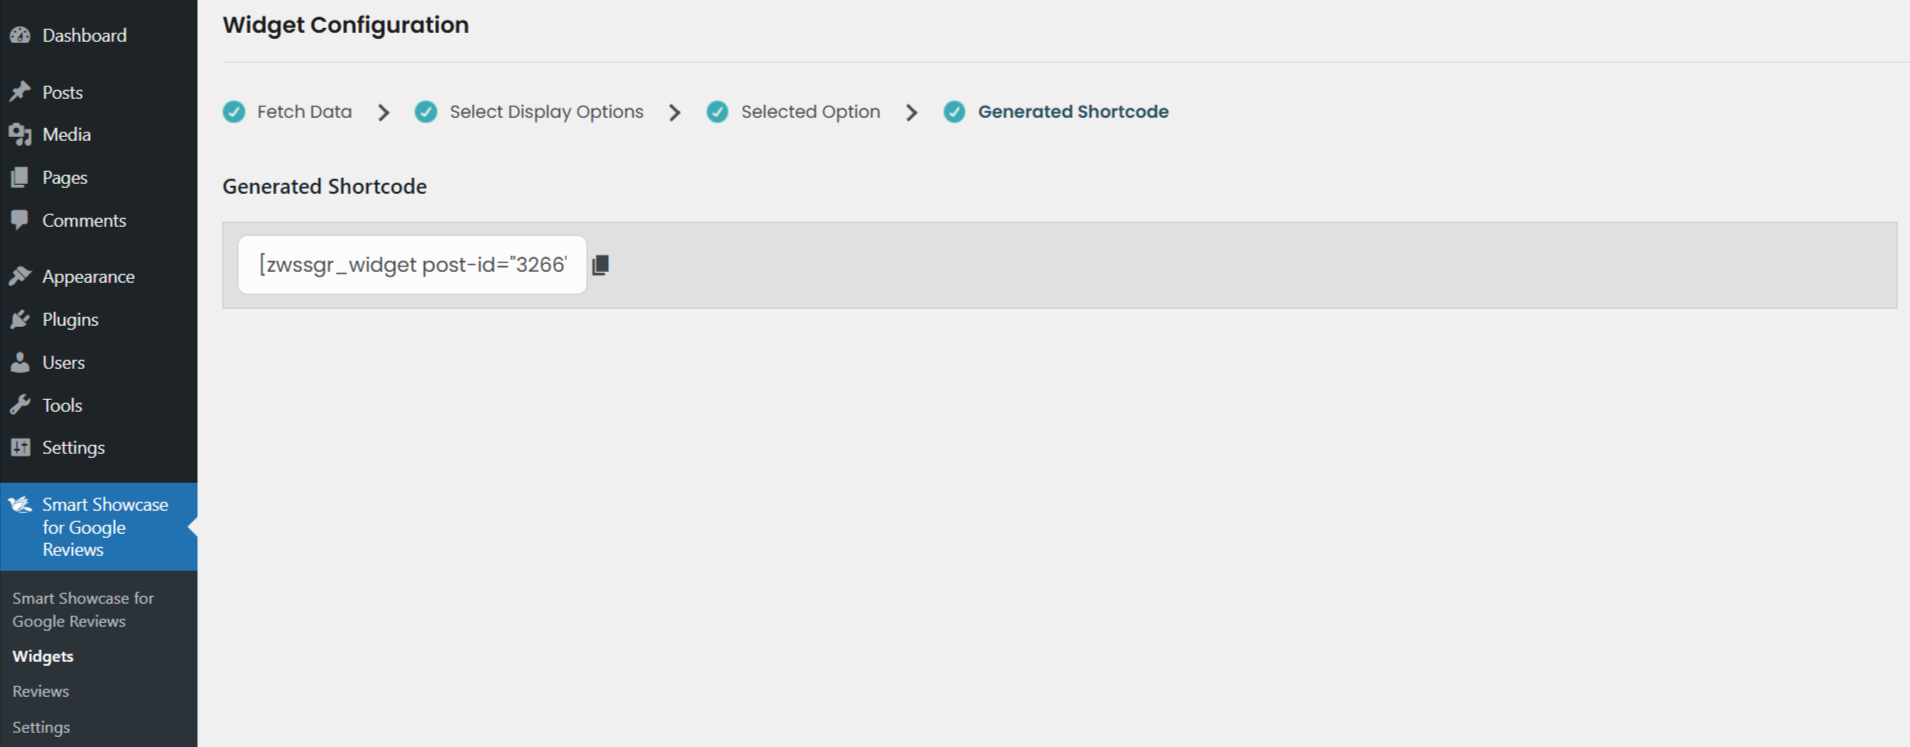 Widget Configuration
Dashboard
Posts
Media
Pages
Comments
Appearance
Plugins
Users
Tools
Settings
Smart Showcase
for Google
Reviews
Smart Showcase for
Google Reviews
Widgets
Reviews
Settings
Fetch Data
Select Display Options
Selected Option
Generated Shortcode
Generated Shortcode
[zwssgr_widget post-id="3266'